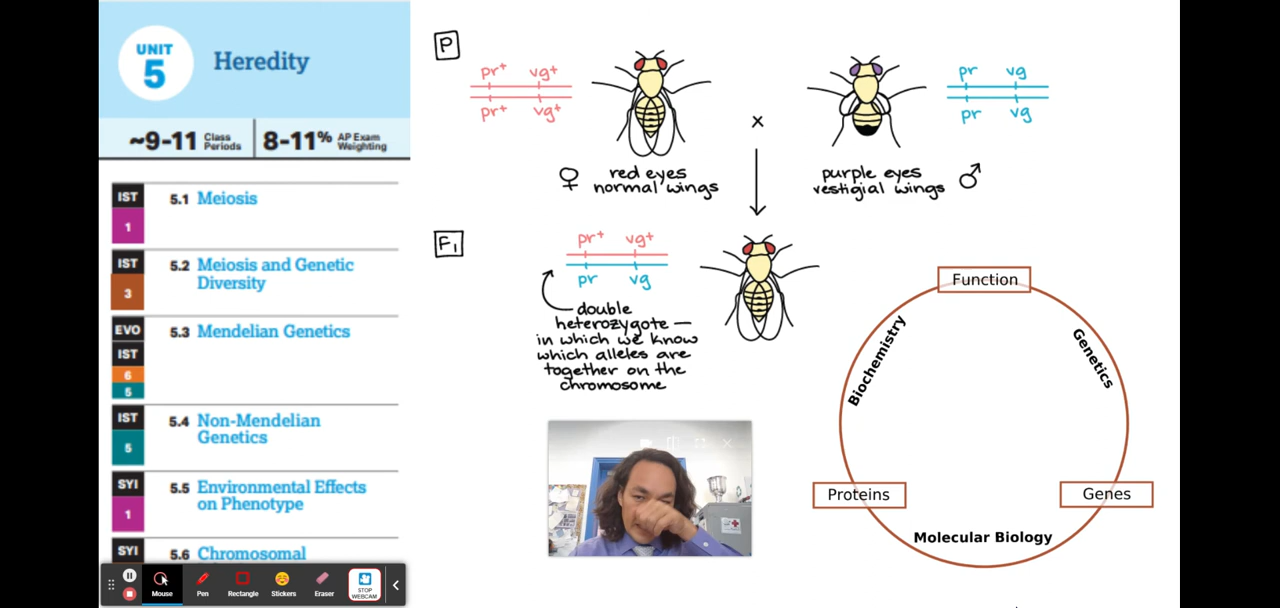 UNIT
5
Heredity
~9-11 Class Periods
8-11% AP Exam Weighting
IST
1
5.1 Meiosis
IST
3
5.2 Meiosis and Genetic
Diversity
EVO
IST
6
5
5.3 Mendelian Genetics
IST
5
5.4 Non-Mendelian
Genetics
SYI
1
5.5 Environmental Effects
on Phenotype
SYI
5.6 Chromosomal
Mouse
Pen
Rectangle
Stickers
Eraser
STOP
WEBCAM
P
pr+ vg+
pr+ vg+
♀ red eyes
normal wings
x
pr vg
pr vg
purple eyes
vestigial wings ♂
F1
pr+ vg+
pr vg
double
heterozygote —
in which we know
which alleles are
together on the
chromosome
Function
Biochemistry
Genetics
Proteins
Genes
Molecular Biology